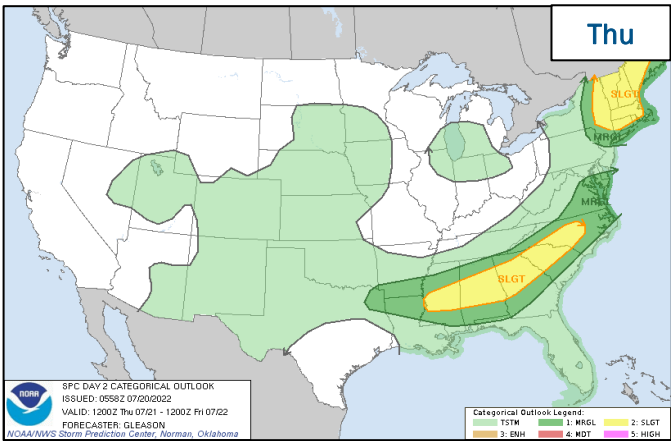 Thu
SLGT
MRGL
MRGL
SLGT
NOAA
SPC DAY 2 CATEGORICAL OUTLOOK
ISSUED: 0558Z 07/20/2022
VALID: 1200Z Thu 07/21 - 1200Z Fri 07/22
FORECASTER: GLEASON
NOAA/NWS Storm Prediction Center, Norman, Oklahoma
Categorical Outlook Legend:
TSTM 1: MRGL 2: SLGT
3: ENH 4: MDT 5: HIGH